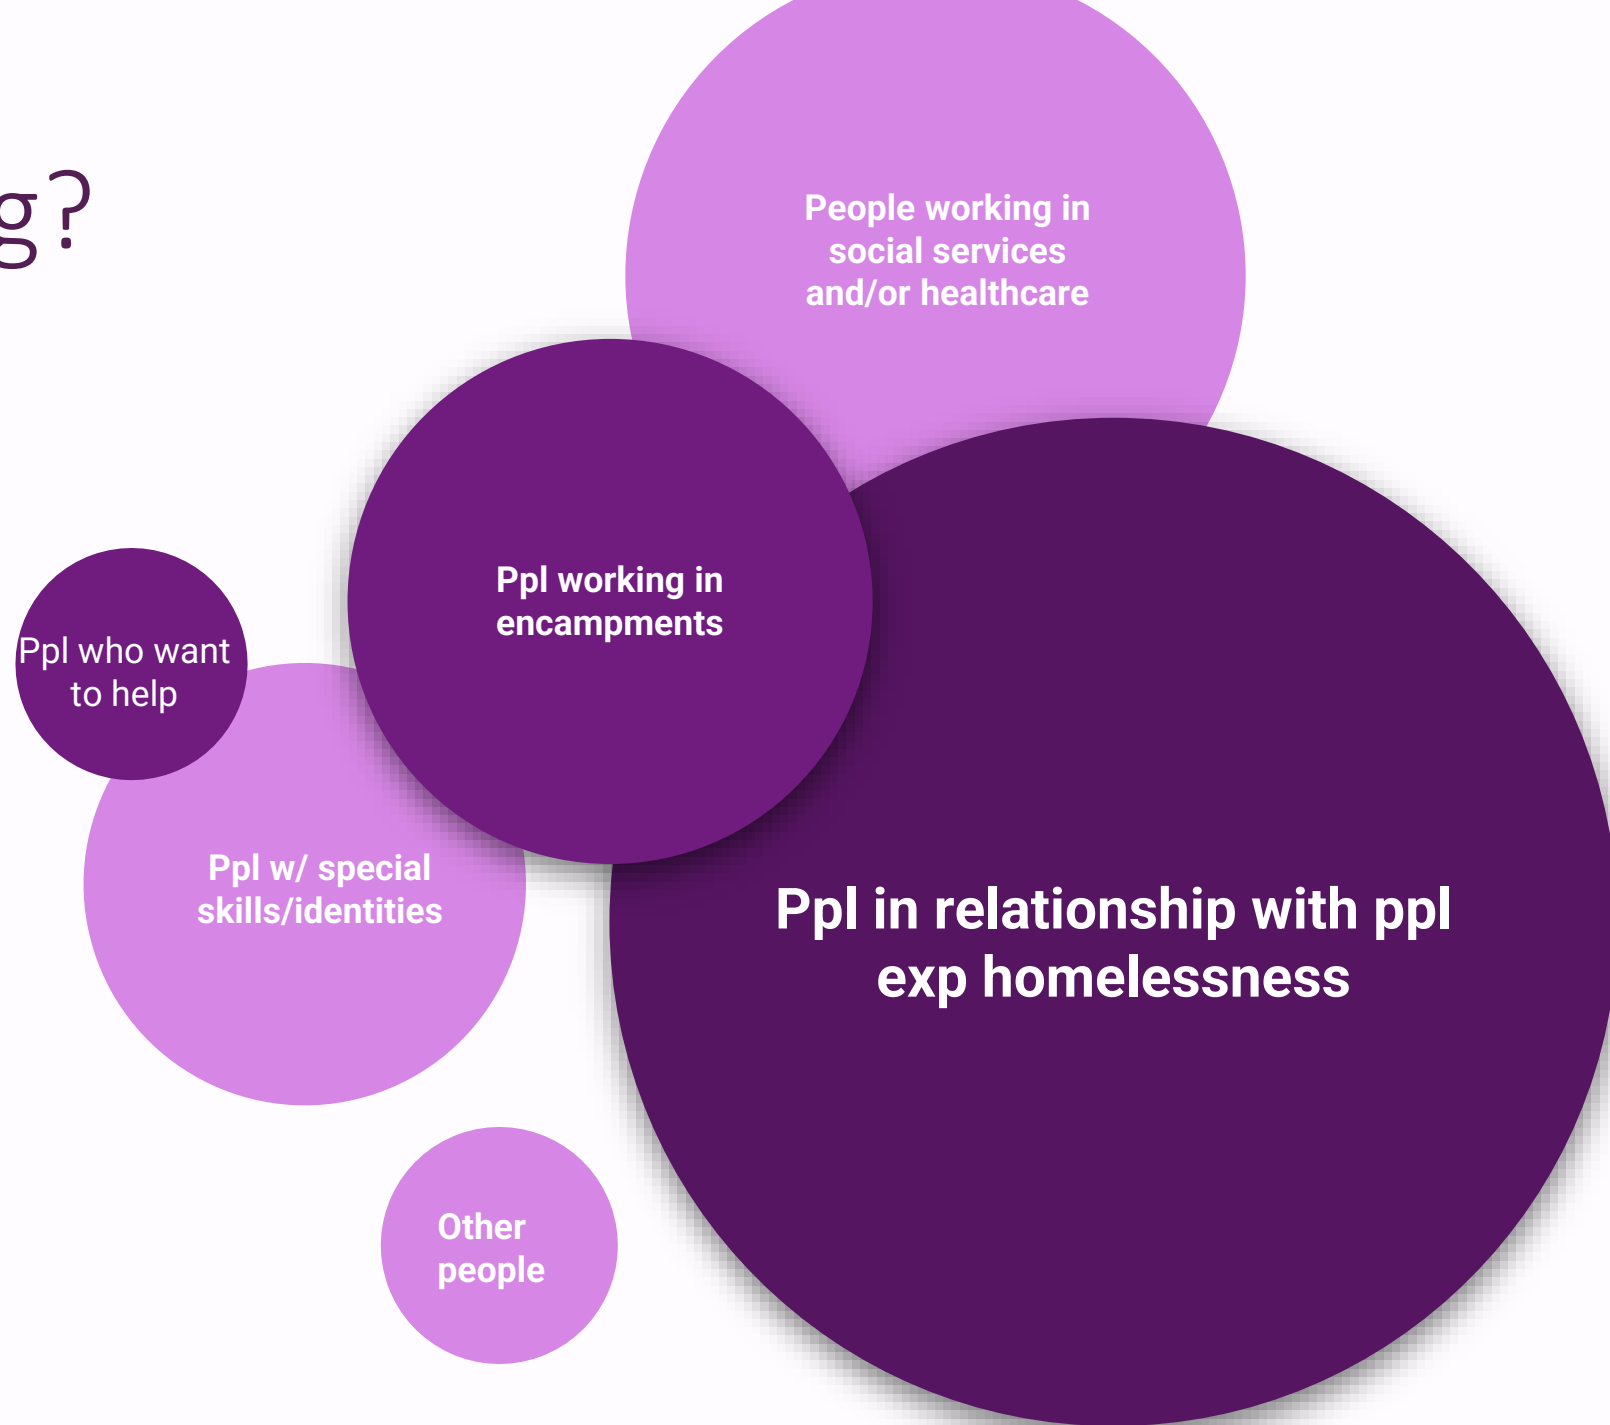 g?
People working in
social services
and/or healthcare
Ppl working in
encampments
Ppl who want
to help
Ppl w/ special
skills/identities
Ppl in relationship with ppl
exp homelessness
Other
people